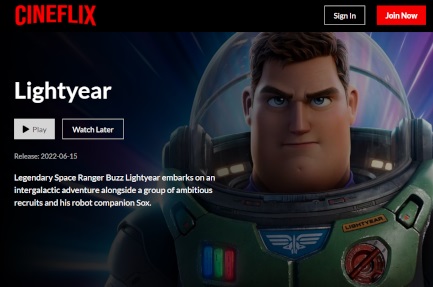 CINEFLIX
Sign In
Join Now
Lightyear
Play
Watch Later
Release: 2022-06-15
Legendary Space Ranger Buzz Lightyear embarks on an
intergalactic adventure alongside a group of ambitious
recruits and his robot companion Sox.
LIGHTYEAR